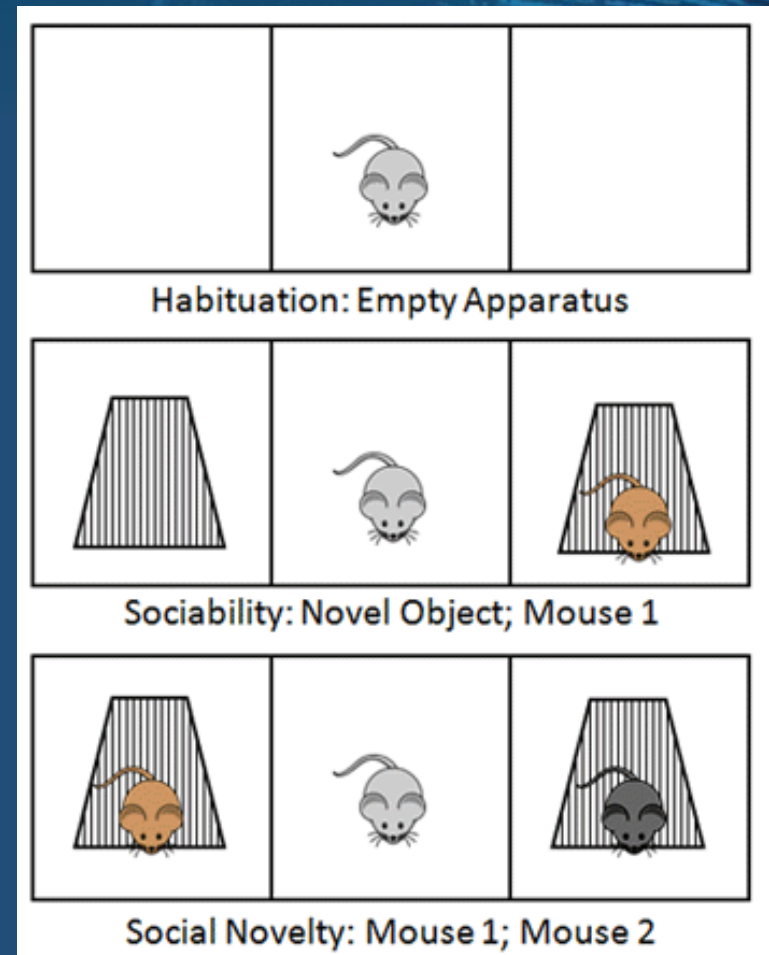 Habituation: Empty Apparatus
Sociability: Novel Object; Mouse 1
Social Novelty: Mouse 1; Mouse 2